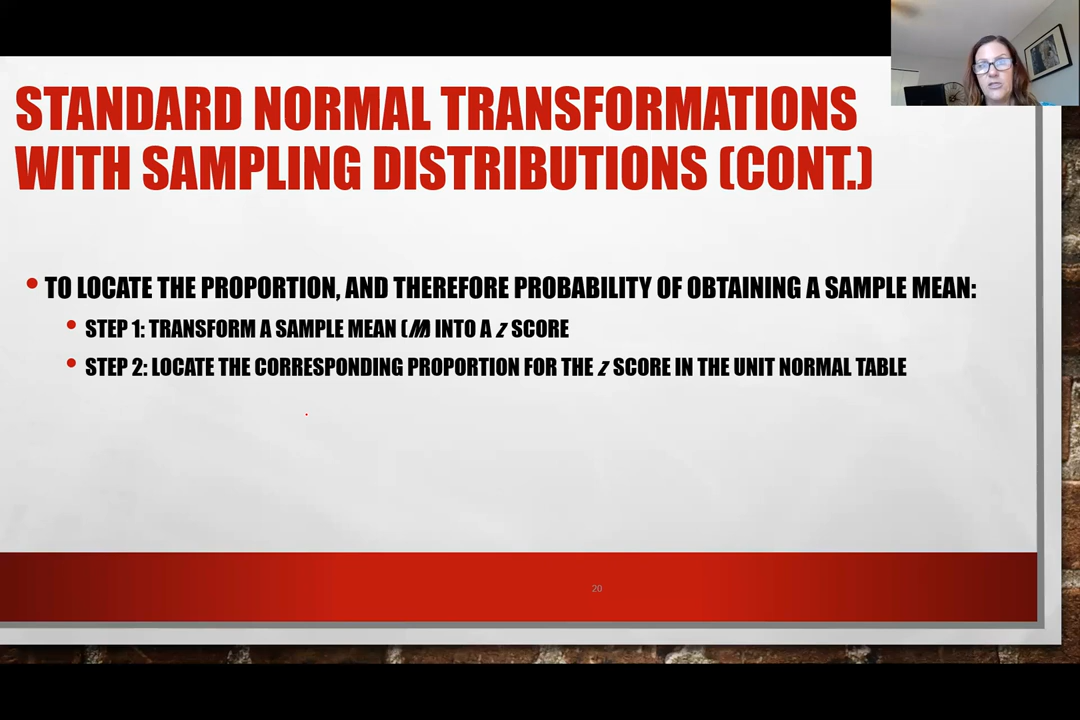 STANDARD NORMAL TRANSFORMATIONS
WITH SAMPLING DISTRIBUTIONS (CONT.)
• TO LOCATE THE PROPORTION, AND THEREFORE PROBABILITY OF OBTAINING A SAMPLE MEAN:
• STEP 1: TRANSFORM A SAMPLE MEAN (M) INTO A Z SCORE
• STEP 2: LOCATE THE CORRESPONDING PROPORTION FOR THE Z SCORE IN THE UNIT NORMAL TABLE
20